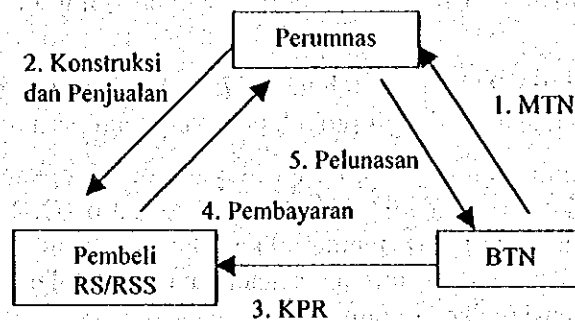 Perumnas
2. Konstruksi
dan Penjualan
1. MTN
5. Pelunasan
4. Pembayaran
Pembeli
RS/RSS
BTN
3. KPR